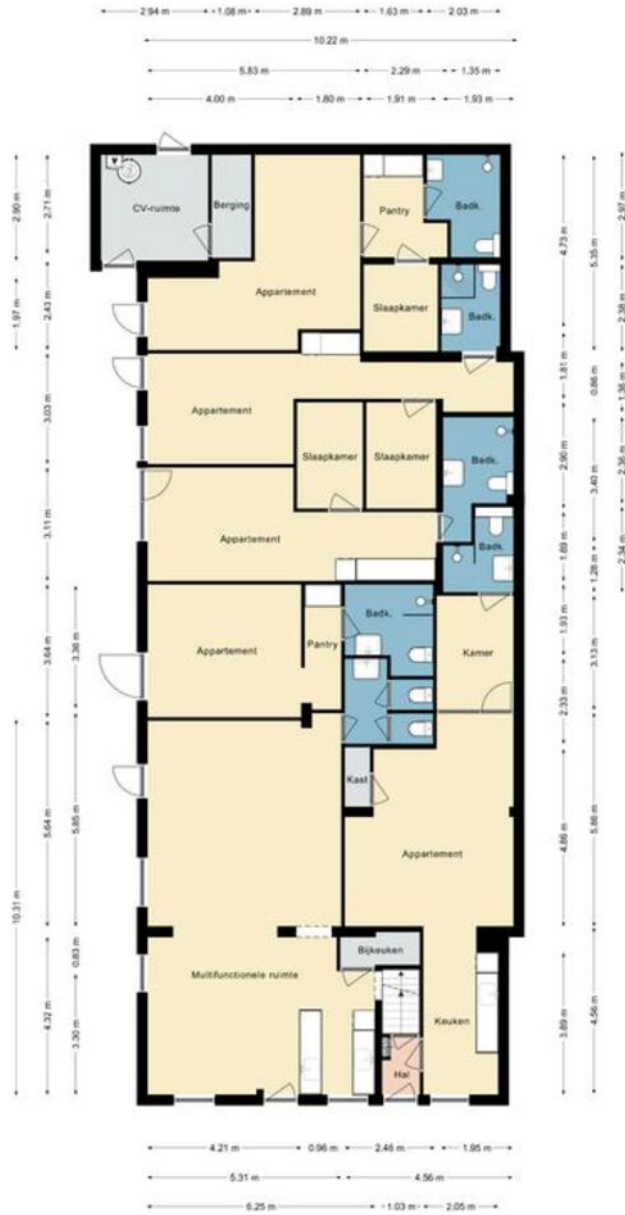 2.94 m 1.08 m 2.89 m 1.63 m 2.03 m
10.22 m
5.83 m 2.29 m 1.35 m
4.00 m 1.80 m 1.91 m 1.93 m
CV-ruimte
Berging
Pantry
Badk.
Appartement
Slaapkamer
Badk.
Appartement
Slaapkamer
Slaapkamer
Badk.
Appartement
Badk.
Badk.
Appartement
Pantry
Kamer
Kast
Appartement
Bijkeuken
Multifunctionele ruimte
Keuken
Hal
2.90 m
1.97 m
10.31 m
2.71 m
2.43 m
3.03 m
3.11 m
3.64 m
5.64 m
4.32 m
3.36 m
5.85 m
0.83 m
3.30 m
4.73 m
1.81 m
2.90 m
1.89 m
1.93 m
2.33 m
4.86 m
3.89 m
5.35 m
0.86 m
3.40 m
1.28 m
3.13 m
5.86 m
4.56 m
2.97 m
2.38 m
1.36 m
2.36 m
2.34 m
4.21 m 0.96 m 2.46 m 1.95 m
5.31 m 4.56 m
6.25 m 1.03 m 2.05 m